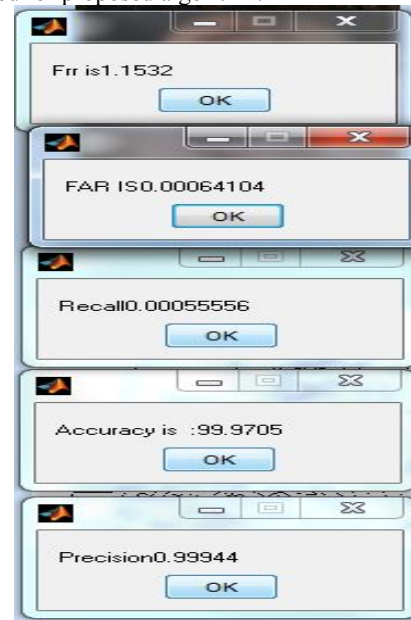 Frr is1.1532
OK
FAR IS0.00064104
OK
Recall0.00055556
OK
Accuracy is :99.9705
OK
Precision0.99944
OK